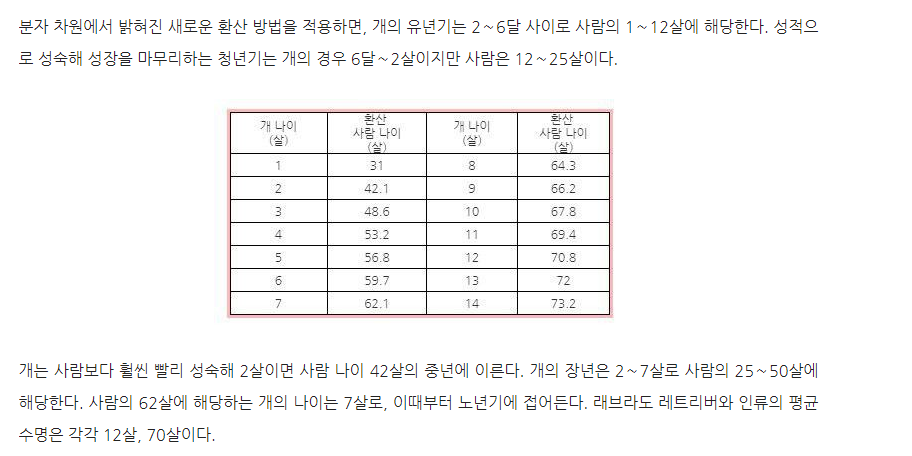 분자 차원에서 밝혀진 새로운 환산 방법을 적용하면, 개의 유년기는 2~6달 사이로 사람의 1~12살에 해당한다. 성적으
로 성숙해 성장을 마무리하는 청년기는 개의 경우 6달~2살이지만 사람은 12~25살이다.
개 나이 (살) 환산 사람 나이 (살) 개 나이 (살) 환산 사람 나이 (살)
1 31 8 64.3
2 42.1 9 66.2
3 48.6 10 67.8
4 53.2 11 69.4
5 56.8 12 70.8
6 59.7 13 72
7 62.1 14 73.2
개는 사람보다 훨씬 빨리 성숙해 2살이면 사람 나이 42살의 중년에 이른다. 개의 장년은 2~7살로 사람의 25~50살에
해당한다. 사람의 62살에 해당하는 개의 나이는 7살로, 이때부터 노년기에 접어든다. 래브라도 레트리버와 인류의 평균
수명은 각각 12살, 70살이다.